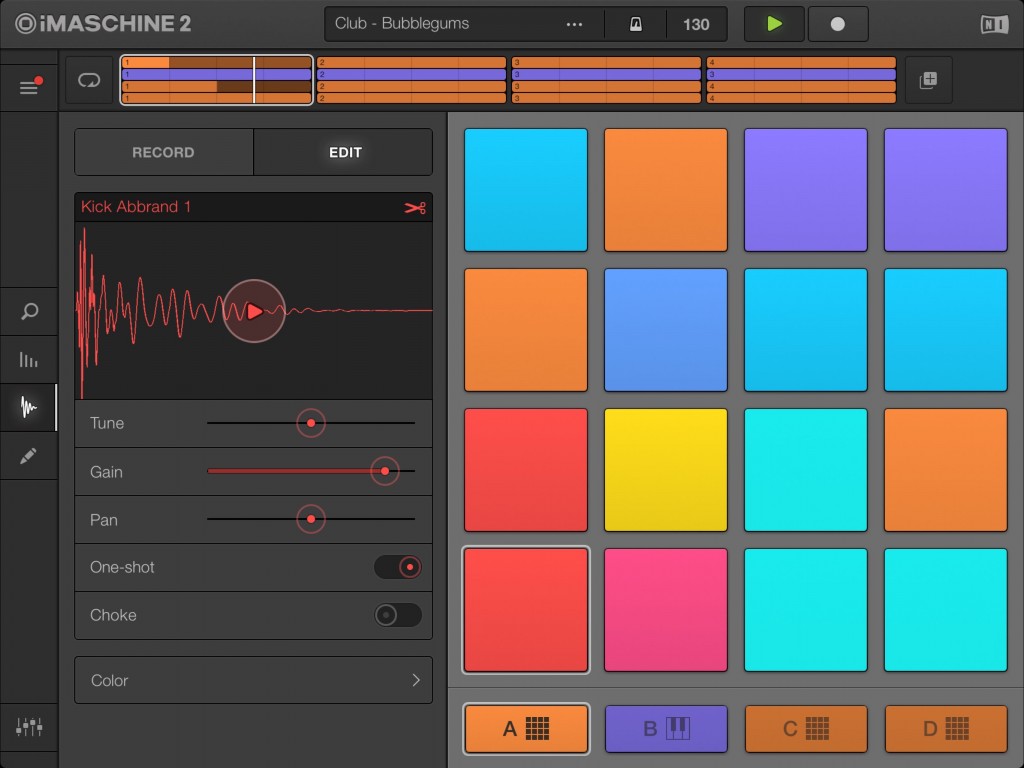 iMASCHINE 2
Club - Bubblegums ... 130
NI
1 2 3 4
1 2 3 3
1 2 3 4
1 2 3 4
RECORD EDIT
Kick Abbrand 1
Tune
Gain
Pan
One-shot
Choke
Color
A B C D